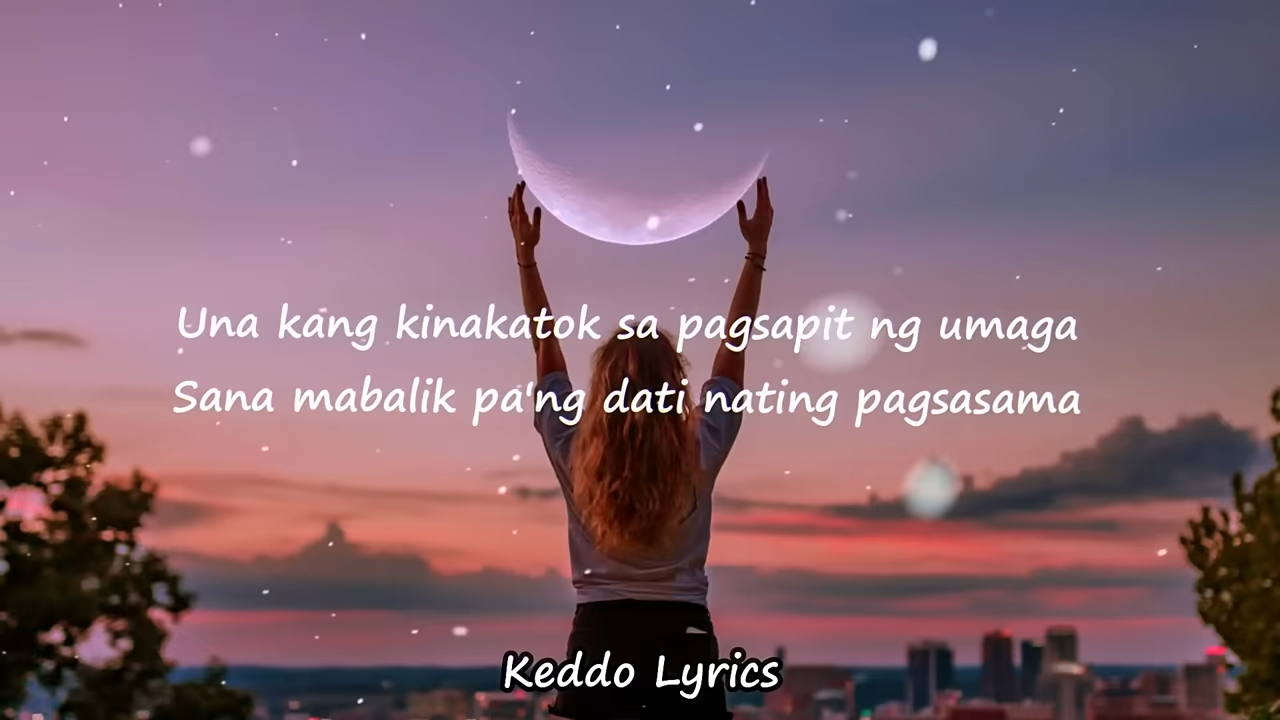 Una kang kinakatok sa pagsapit ng umaga
Sana mabalik pa'ng dati nating pagsasama
Keddo Lyrics